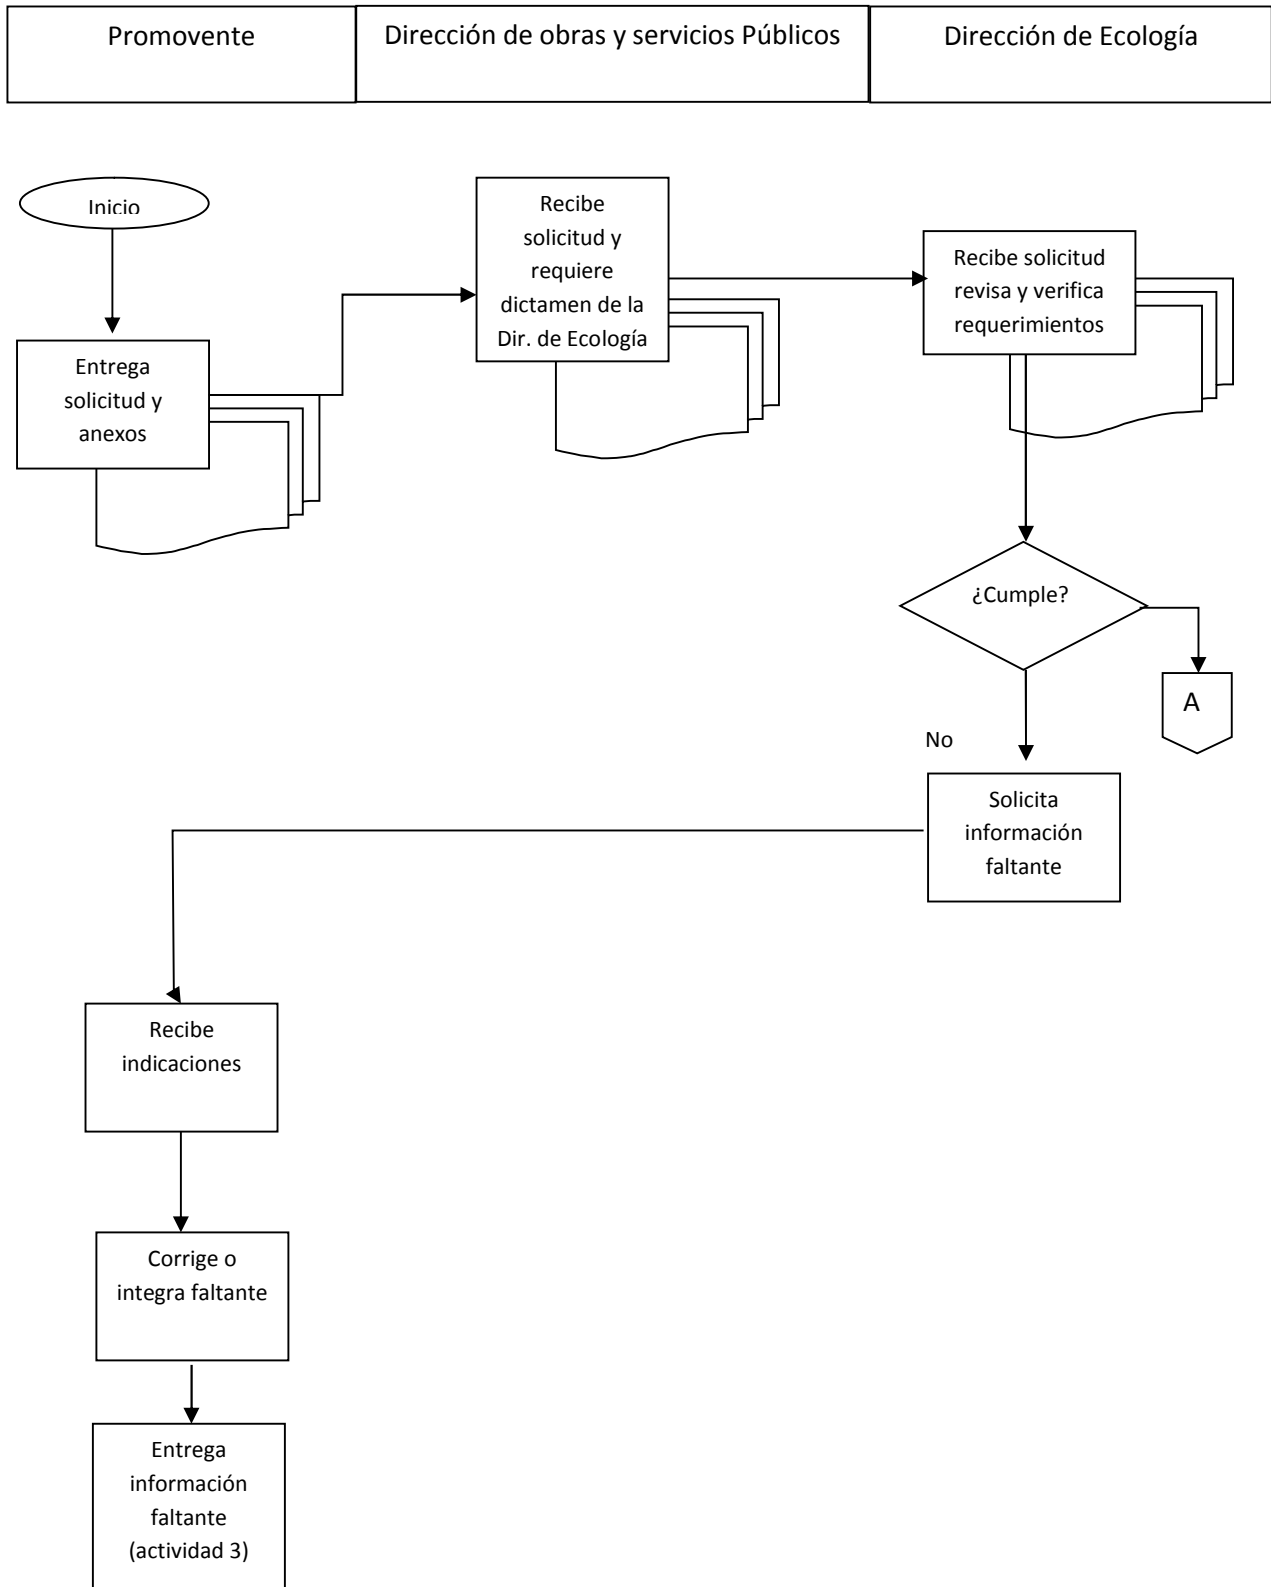 Promovente
Dirección de obras y servicios Públicos
Dirección de Ecología
Inicio
Entrega
solicitud y
anexos
Recibe
solicitud y
requiere
dictamen de la
Dir. de Ecología
Recibe solicitud
revisa y verifica
requerimientos
¿Cumple?
A
No
Solicita
información
faltante
Recibe
indicaciones
Corrige o
integra faltante
Entrega
información
faltante
(actividad 3)